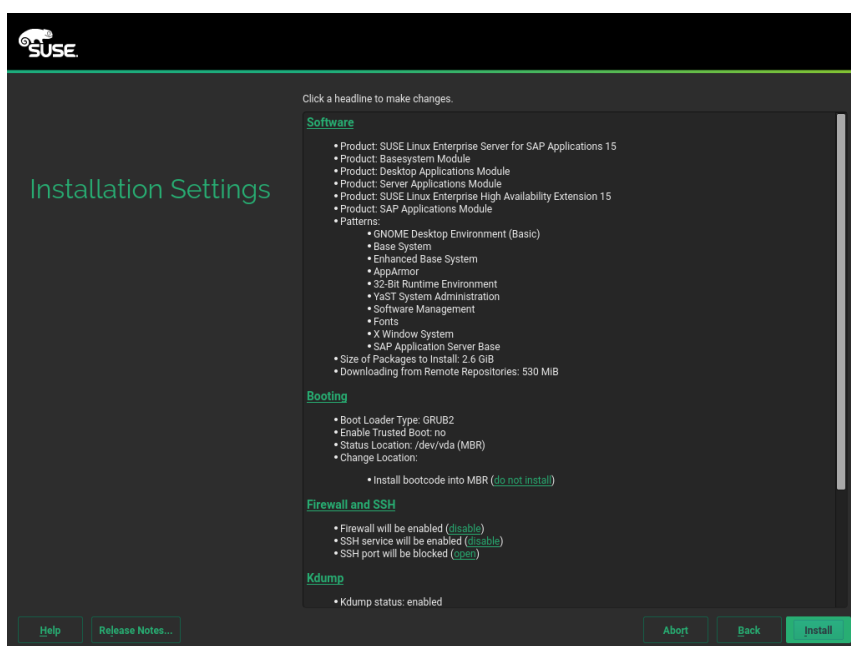 SUSE.
Click a headline to make changes.
Installation Settings
Software
• Product: SUSE Linux Enterprise Server for SAP Applications 15
• Product: Basesystem Module
• Product: Desktop Applications Module
• Product: Server Applications Module
• Product: SUSE Linux Enterprise High Availability Extension 15
• Product: SAP Applications Module
• Patterns:
• GNOME Desktop Environment (Basic)
• Base System
• Enhanced Base System
• AppArmor
• 32-Bit Runtime Environment
• YaST System Administration
• Software Management
• Fonts
• X Window System
• SAP Application Server Base
• Size of Packages to Install: 2.6 GiB
• Downloading from Remote Repositories: 530 MiB
Booting
• Boot Loader Type: GRUB2
• Enable Trusted Boot: no
• Status Location: /dev/vda (MBR)
• Change Location:
• Install bootcode into MBR (do not install)
Firewall and SSH
• Firewall will be enabled (disable)
• SSH service will be enabled (disable)
• SSH port will be blocked (open)
Kdump
• Kdump status: enabled
Help
Release Notes...
Abort
Back
Install